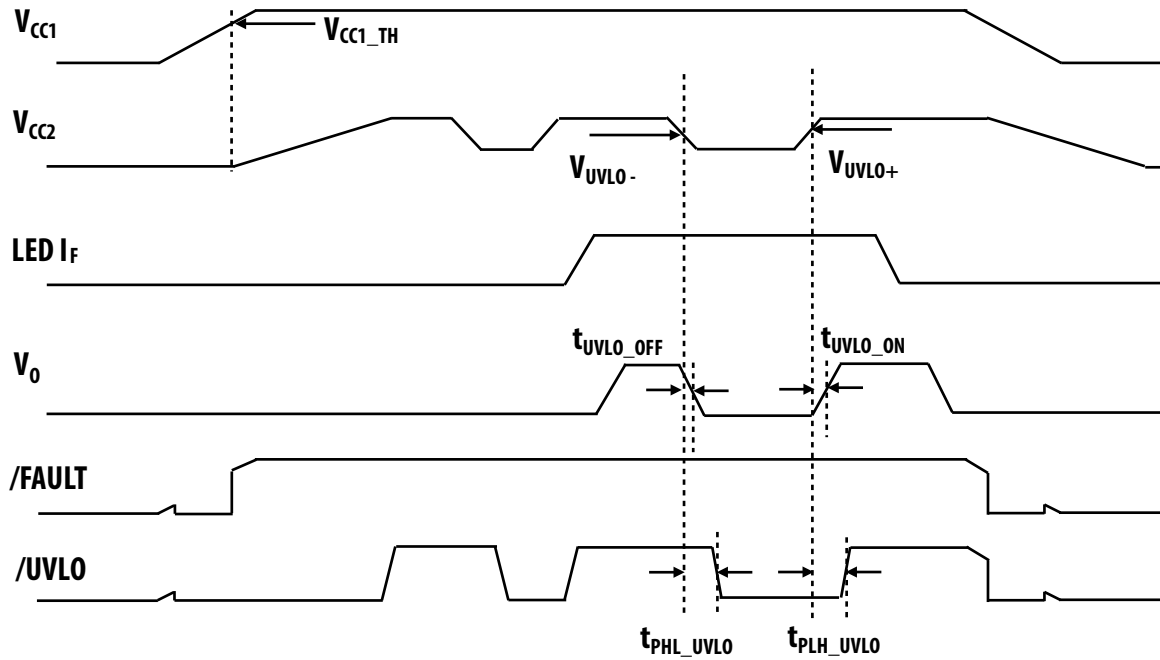 VCC1
VCC1_TH
VCC2
VUVLO -
VUVLO+
LED IF
tUVLO_OFF
tUVLO_ON
VO
/FAULT
/UVLO
tPHL_UVLO
tPLH_UVLO